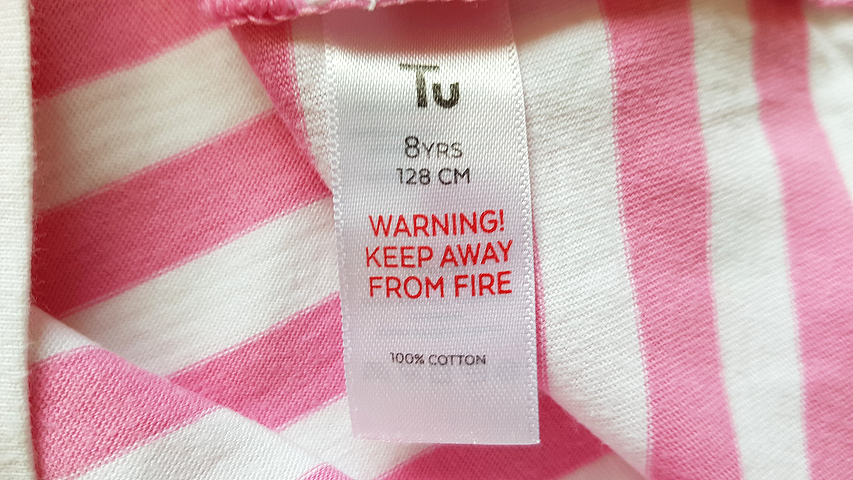 Tu
8YRS
128 CM
WARNING!
KEEP AWAY
FROM FIRE
100% COTTON